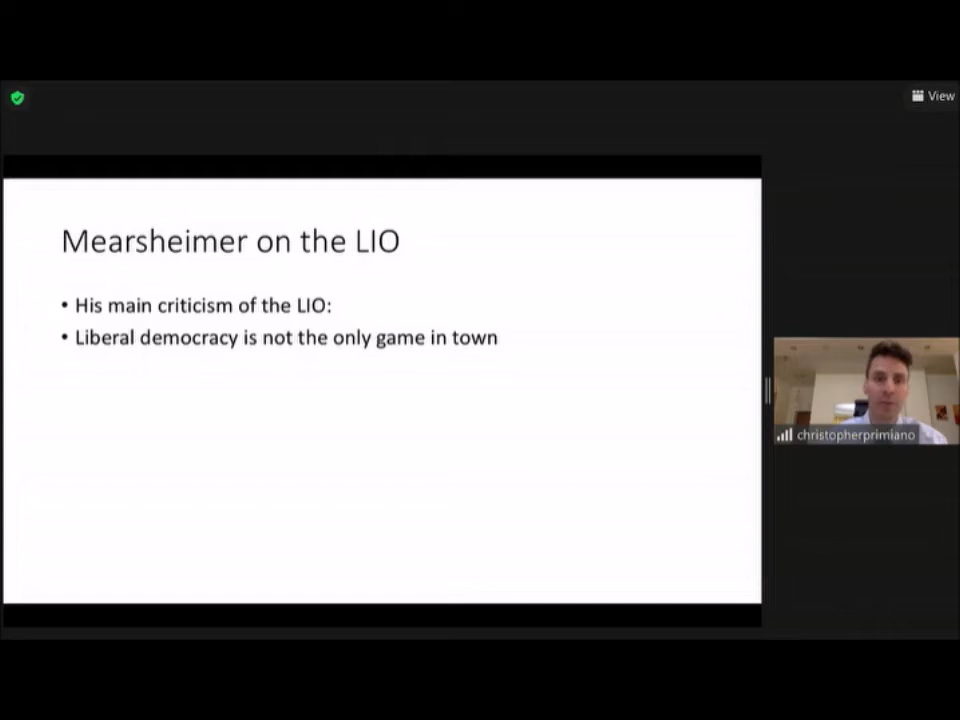 View
Mearsheimer on the LIO
• His main criticism of the LIO:
• Liberal democracy is not the only game in town
christopherprimiano